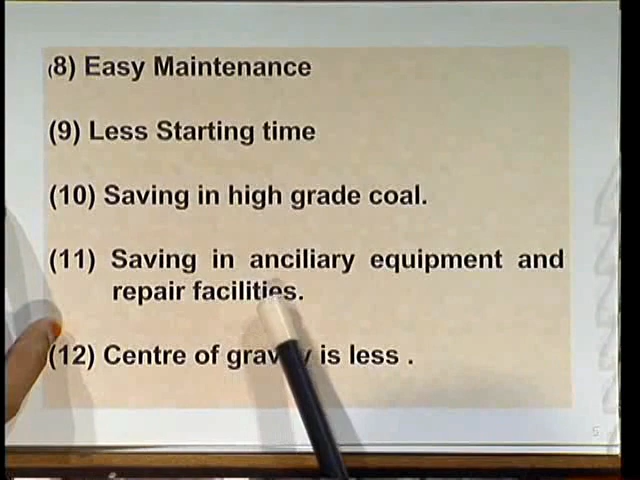 (8) Easy Maintenance
(9) Less Starting time
(10) Saving in high grade coal.
(11) Saving in anciliary equipment and
repair facilities.
(12) Centre of gravity is less .
5